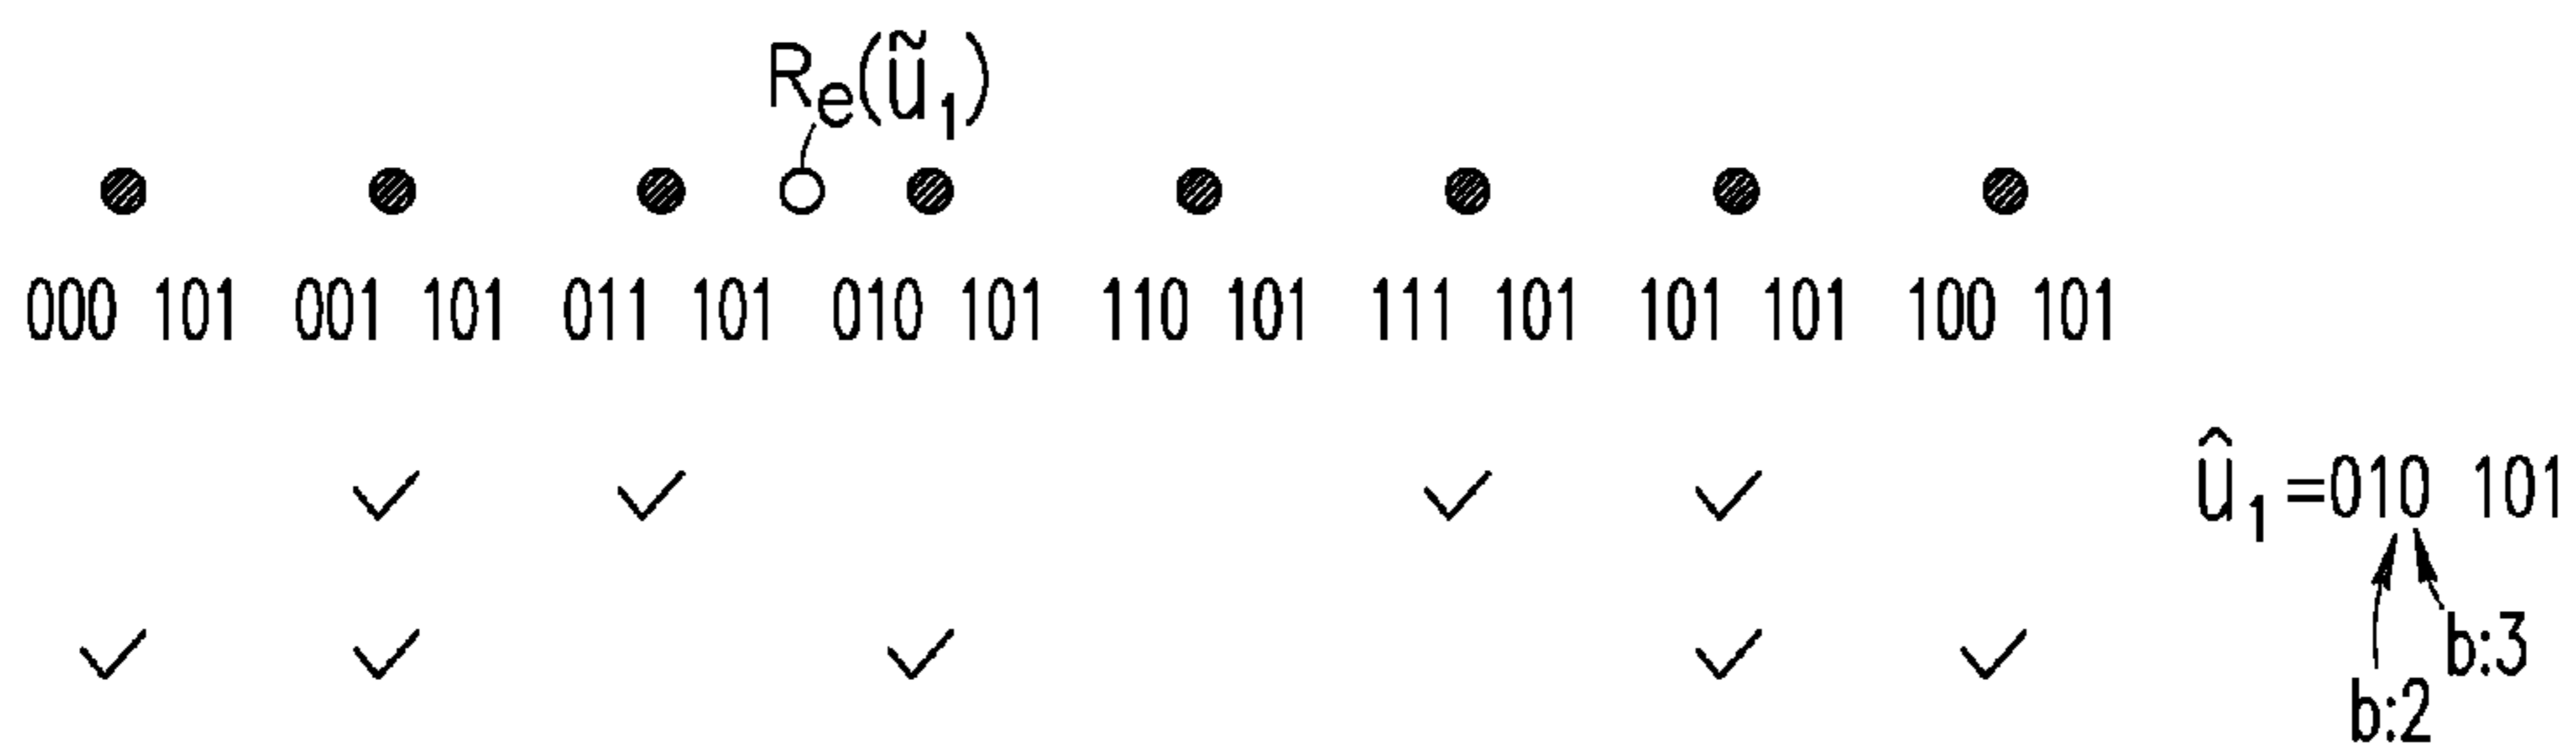 Re(ũ1)
000 101 001 101 011 101 010 101 110 101 111 101 101 101 100 101
✓ ✓ ✓ ✓ û1=010 101
✓ ✓ ✓ ✓ ✓ b:3
b:2